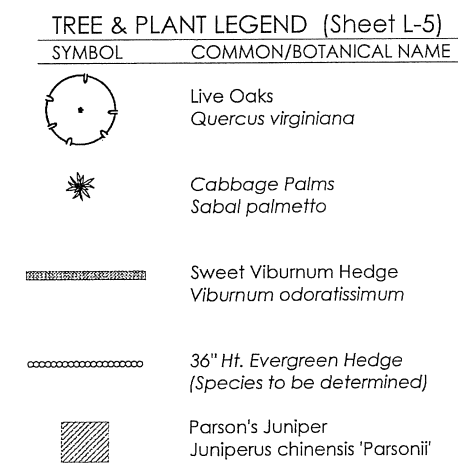 TREE & PLANT LEGEND (Sheet L-5)
SYMBOL COMMON/BOTANICAL NAME
Live Oaks
Quercus virginiana
Cabbage Palms
Sabal palmetto
Sweet Viburnum Hedge
Viburnum odoratissimum
36" Ht. Evergreen Hedge
(Species to be determined)
Parson's Juniper
Juniperus chinensis 'Parsonii'